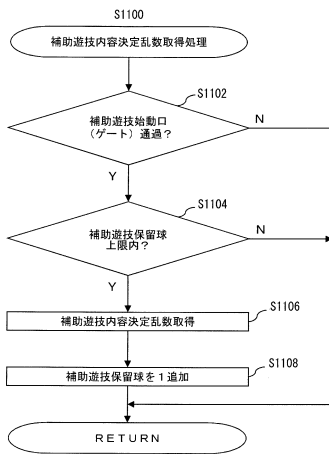 S1100
補助遊技内容決定乱数取得処理
S1102
補助遊技始動口
（ゲート）通過？
N
Y
S1104
補助遊技保留球
上限内？
N
Y
S1106
補助遊技内容決定乱数取得
S1108
補助遊技保留球を１追加
RETURN